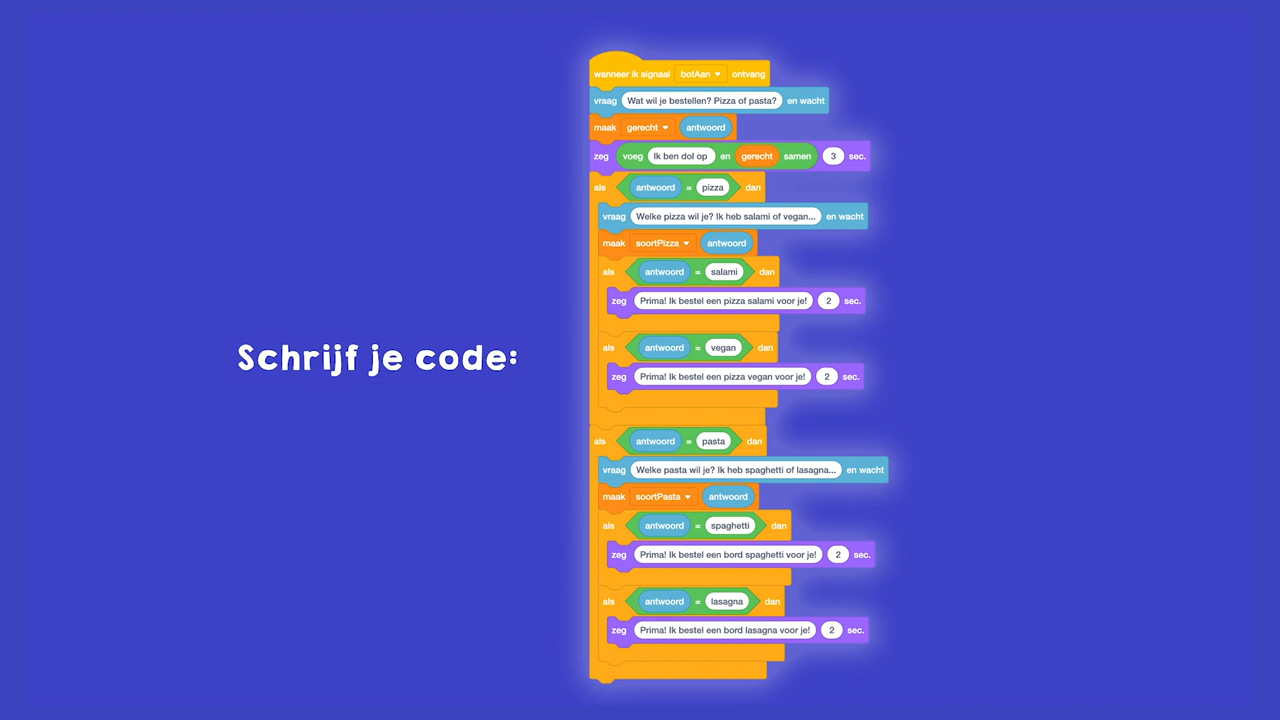 Schrijf je code:
wanneer ik signaal botAan ontvang
vraag Wat wil je bestellen? Pizza of pasta? en wacht
maak gerecht antwoord
zeg voeg Ik ben dol op en gerecht samen 3 sec.
als antwoord = pizza dan
vraag Welke pizza wil je? Ik heb salami of vegan... en wacht
maak soortPizza antwoord
als antwoord = salami dan
zeg Prima! Ik bestel een pizza salami voor je! 2 sec.
als antwoord = vegan dan
zeg Prima! Ik bestel een pizza vegan voor je! 2 sec.
als antwoord = pasta dan
vraag Welke pasta wil je? Ik heb spaghetti of lasagna... en wacht
maak soortPasta antwoord
als antwoord = spaghetti dan
zeg Prima! Ik bestel een bord spaghetti voor je! 2 sec.
als antwoord = lasagna dan
zeg Prima! Ik bestel een bord lasagna voor je! 2 sec.